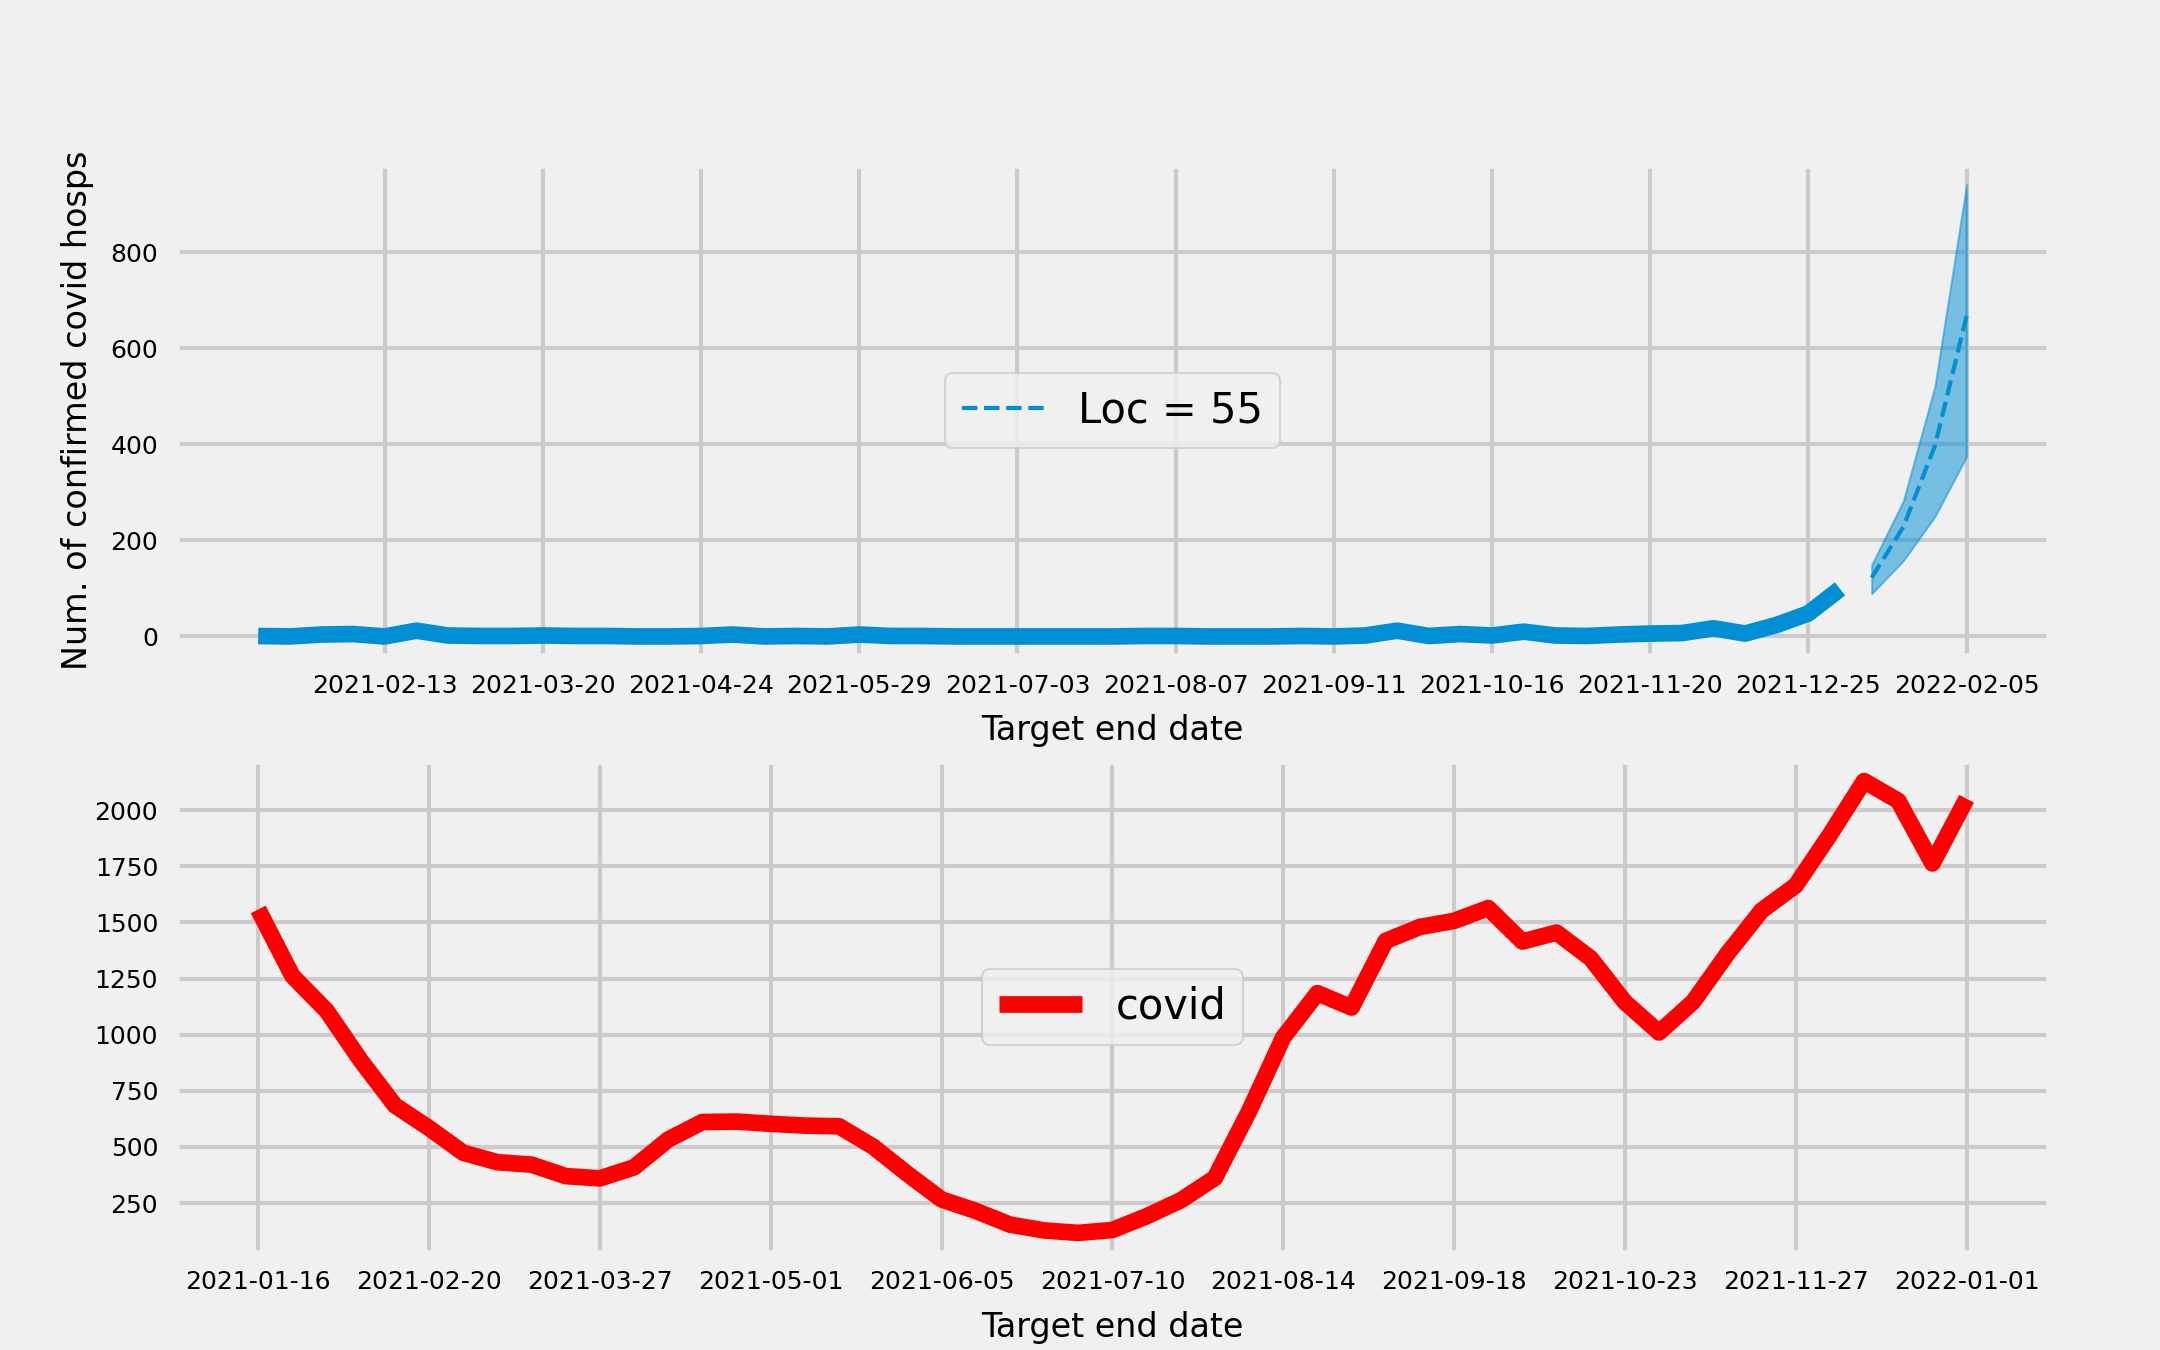 Num. of confirmed covid hosps
800
600
400
200
0
Loc = 55
2021-02-13 2021-03-20 2021-04-24 2021-05-29 2021-07-03 2021-08-07 2021-09-11 2021-10-16 2021-11-20 2021-12-25 2022-02-05
Target end date
2000
1750
1500
1250
1000
750
500
250
covid
2021-01-16 2021-02-20 2021-03-27 2021-05-01 2021-06-05 2021-07-10 2021-08-14 2021-09-18 2021-10-23 2021-11-27 2022-01-01
Target end date